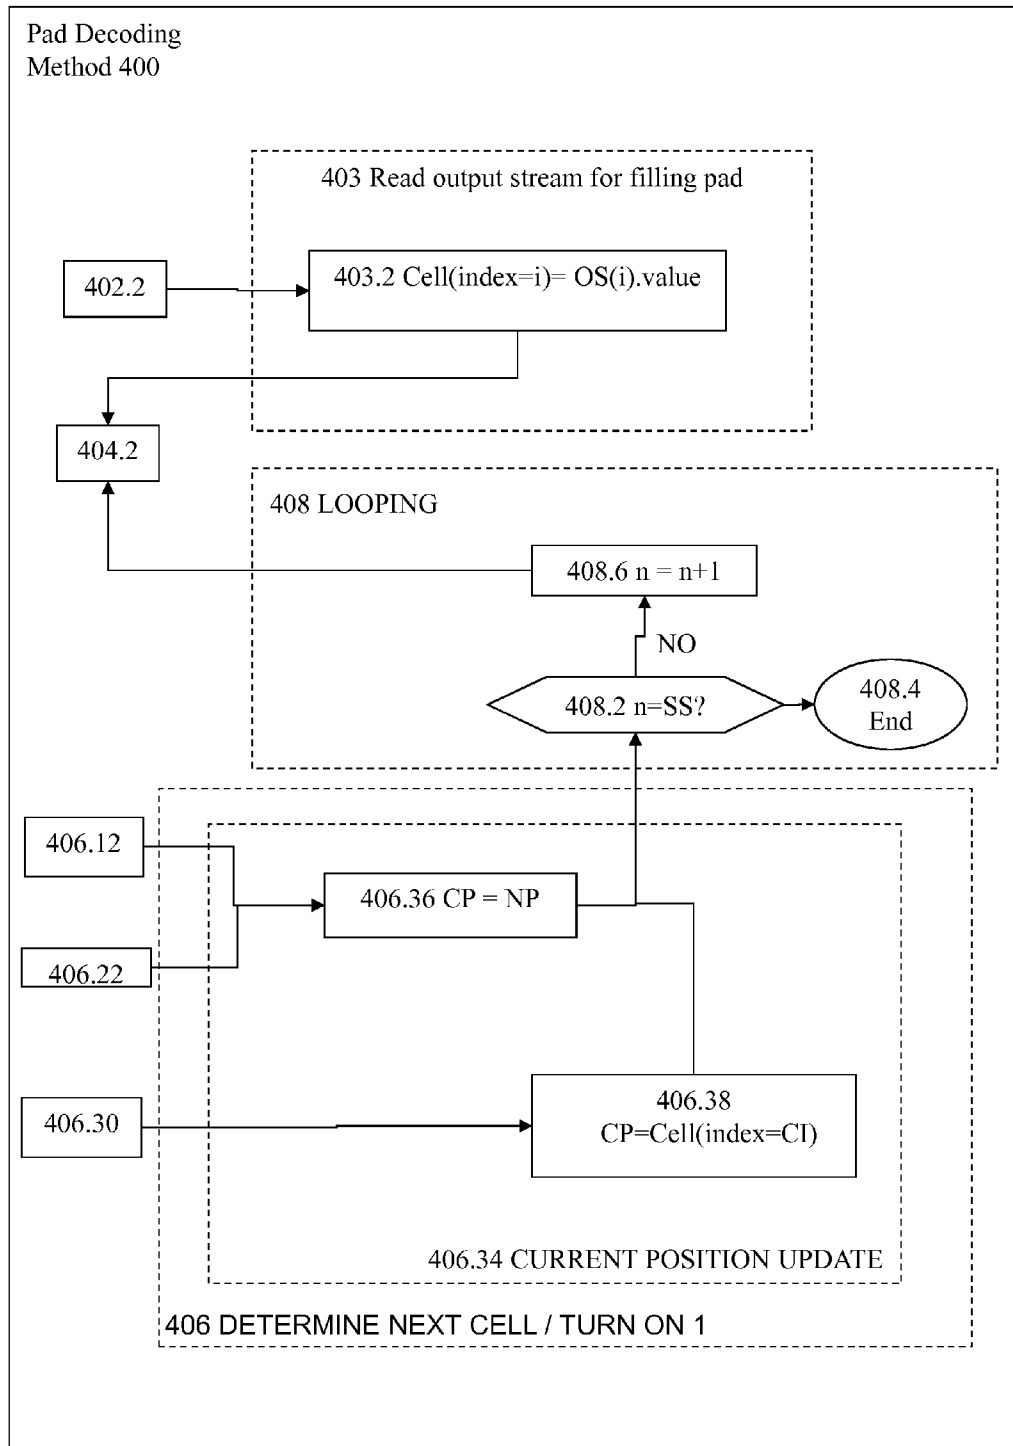 Pad Decoding
Method 400
403 Read output stream for filling pad
402.2
403.2 Cell(index=i)= OS(i).value
404.2
408 LOOPING
408.6 n = n+1
NO
408.2 n=SS?
408.4
End
406.12
406.36 CP = NP
406.22
406.30
406.38
CP=Cell(index=CI)
406.34 CURRENT POSITION UPDATE
406 DETERMINE NEXT CELL / TURN ON 1